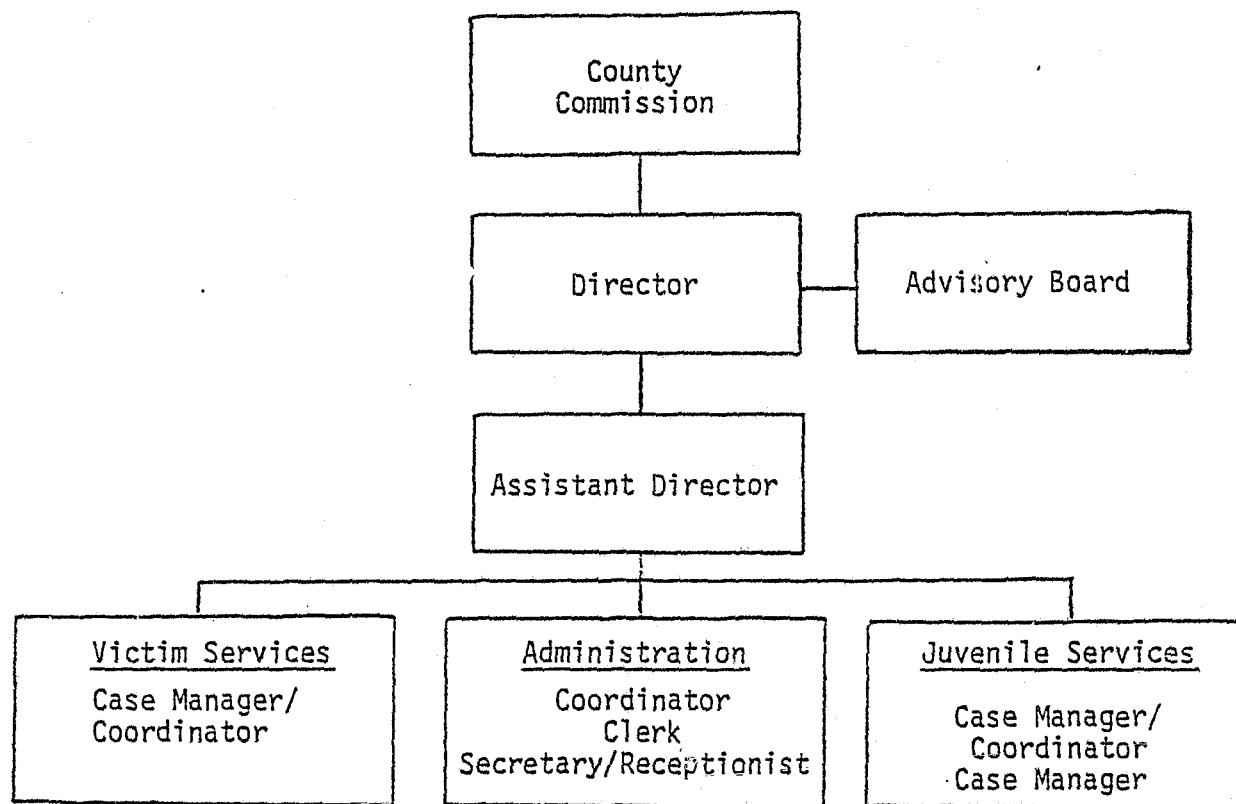 County
Commission
Director
Advisory Board
Assistant Director
Victim Services
Case Manager/
Coordinator
Administration
Coordinator
Clerk
Secretary/Receptionist
Juvenile Services
Case Manager/
Coordinator
Case Manager